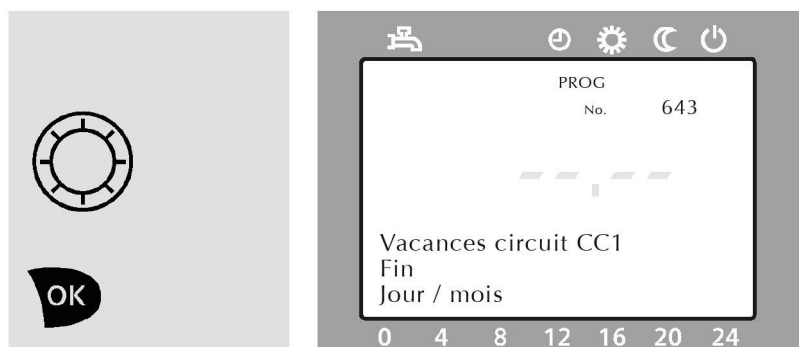 PROG
No. 643
--.--
Vacances circuit CC1
Fin
Jour / mois
OK
0 4 8 12 16 20 24